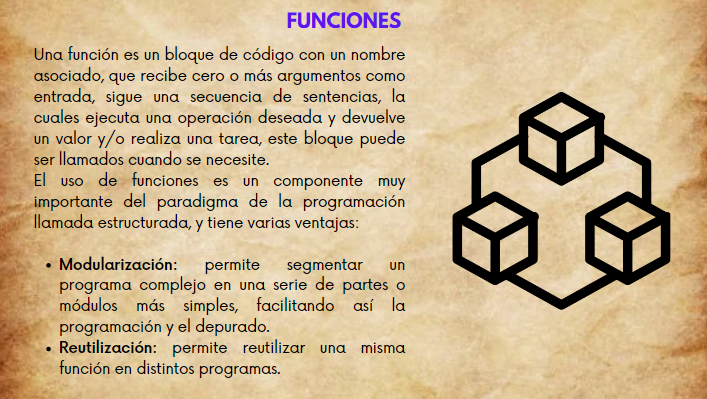 FUNCIONES
Una función es un bloque de código con un nombre
asociado, que recibe cero o más argumentos como
entrada, sigue una secuencia de sentencias, la
cuales ejecuta una operación deseada y devuelve
un valor y/o realiza una tarea, este bloque puede
ser llamados cuando se necesite.
El uso de funciones es un componente muy
importante del paradigma de la programación
llamada estructurada, y tiene varias ventajas:
• Modularización: permite segmentar un
programa complejo en una serie de partes o
módulos más simples, facilitando así la
programación y el depurado.
• Reutilización: permite reutilizar una misma
función en distintos programas.